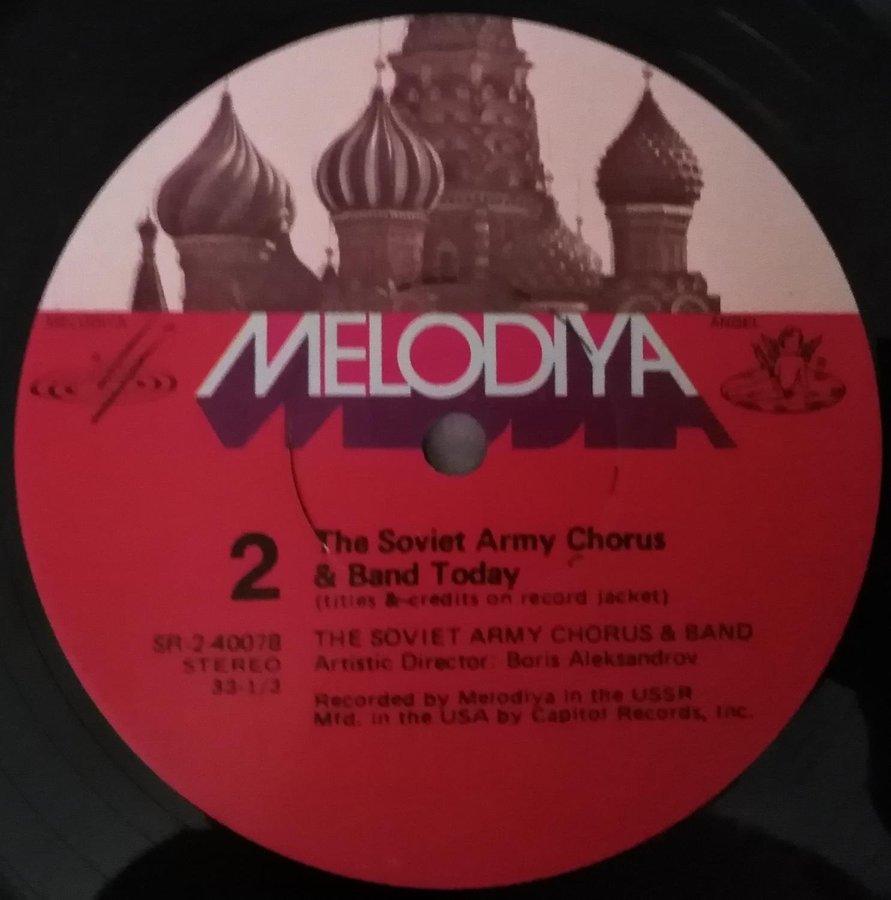 MELODIYA
ANGEL
MELODIYA
2
The Soviet Army Chorus
& Band Today
(titles & credits on record jacket)
SR-2-40078
STEREO
33-1/3
THE SOVIET ARMY CHORUS & BAND
Artistic Director: Boris Aleksandrov
Recorded by Melodiya in the USSR
Mfd. in the USA by Capitol Records, Inc.